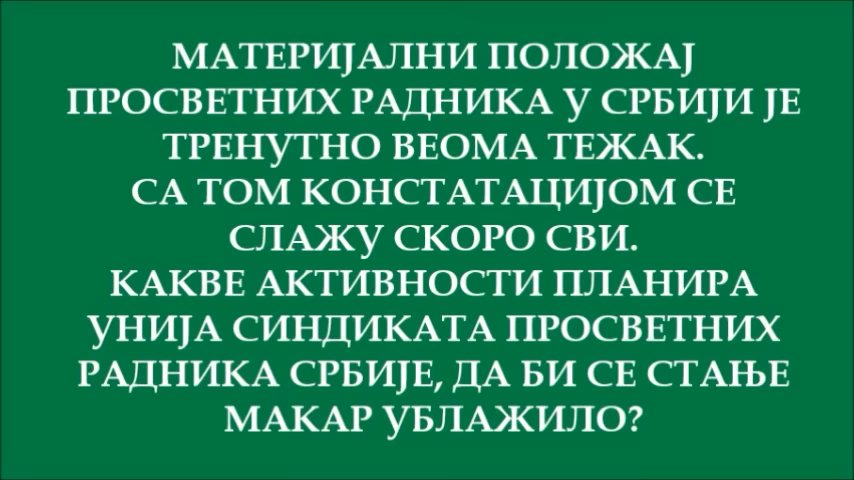 МАТЕРИЈАЛНИ ПОЛОЖАЈ
ПРОСВЕТНИХ РАДНИКА У СРБИЈИ ЈЕ
ТРЕНУТНО ВЕОМА ТЕЖАК.
СА ТОМ КОНСТАТАЦИЈОМ СЕ
СЛАЖУ СКОРО СВИ.
КАКВЕ АКТИВНОСТИ ПЛАНИРА
УНИЈА СИНДИКАТА ПРОСВЕТНИХ
РАДНИКА СРБИЈЕ, ДА БИ СЕ СТАЊЕ
МАКАР УБЛАЖИЛО?